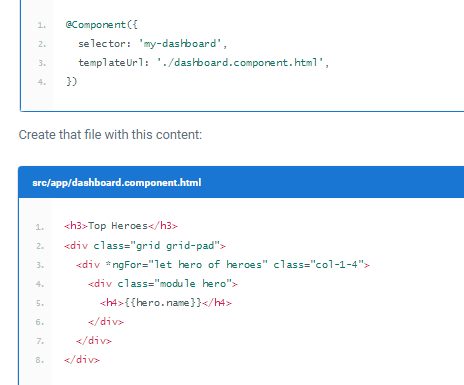 1. @Component({
2.   selector: 'my-dashboard',
3.   templateUrl: './dashboard.component.html',
4. })
Create that file with this content:
src/app/dashboard.component.html
1. <h3>Top Heroes</h3>
2. <div class="grid grid-pad">
3.   <div *ngFor="let hero of heroes" class="col-1-4">
4.     <div class="module hero">
5.       <h4>{{hero.name}}</h4>
6.     </div>
7.   </div>
8. </div>